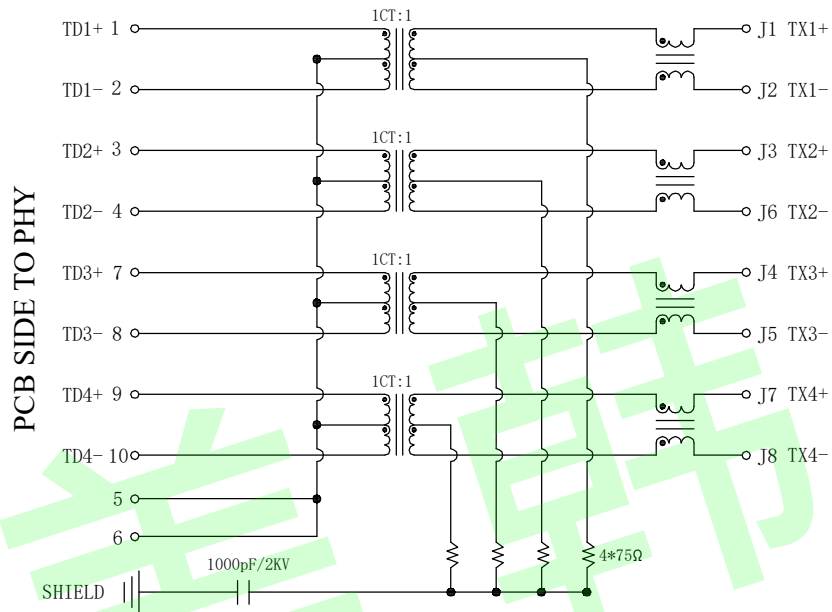 1CT:1
TD1+ 1
J1 TX1+
TD1- 2
J2 TX1-
1CT:1
TD2+ 3
J3 TX2+
TD2- 4
J6 TX2-
PCB SIDE TO PHY
1CT:1
TD3+ 7
J4 TX3+
TD3- 8
J5 TX3-
1CT:1
TD4+ 9
J7 TX4+
TD4- 10
J8 TX4-
5
6
4*75Ω
1000pF/2KV
SHIELD
韩